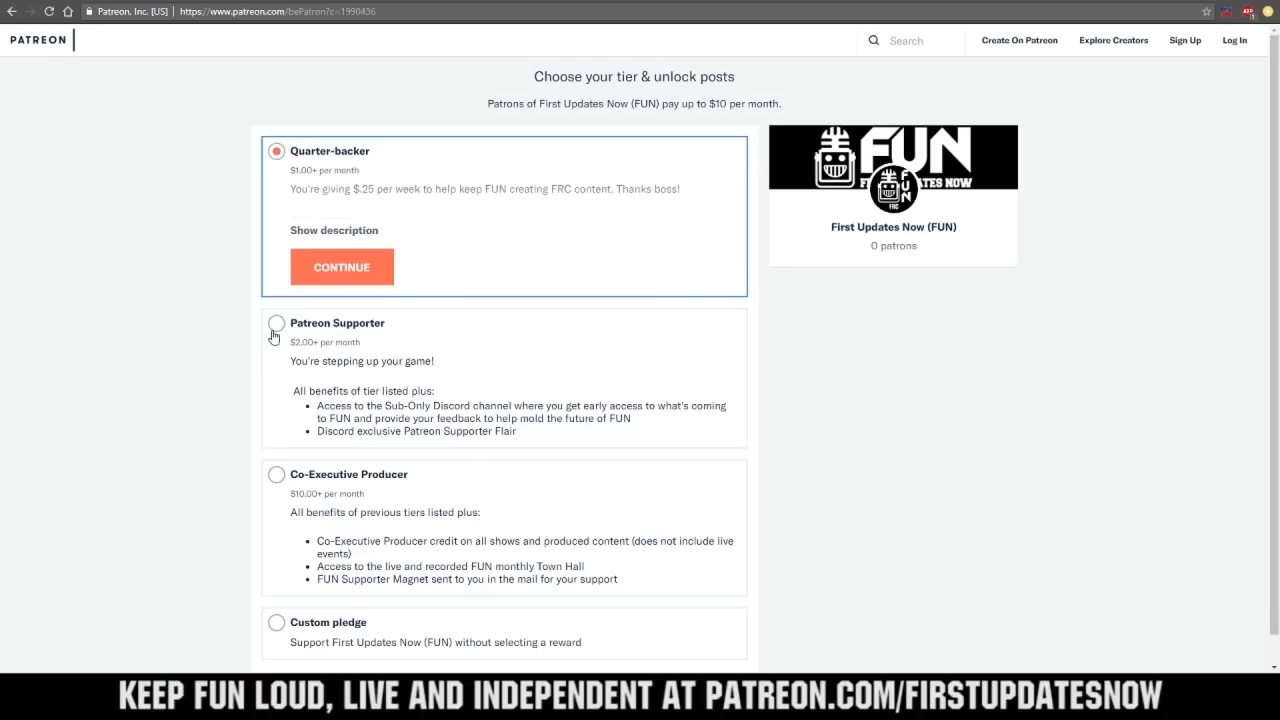 Patreon, Inc. [US] | https://www.patreon.com/bePatron?c=1990436
PATREON
Search
Create On Patreon
Explore Creators
Sign Up
Log In
Choose your tier & unlock posts
Patrons of First Updates Now (FUN) pay up to $10 per month.
Quarter-backer
$1.00+ per month
You're giving $.25 per week to help keep FUN creating FRC content. Thanks boss!
Show description
CONTINUE
FUN
FUN
FRC
First Updates Now (FUN)
0 patrons
Patreon Supporter
$2.00+ per month
You're stepping up your game!
All benefits of tier listed plus:
• Access to the Sub-Only Discord channel where you get early access to what's coming
to FUN and provide your feedback to help mold the future of FUN
• Discord exclusive Patreon Supporter Flair
Co-Executive Producer
$10.00+ per month
All benefits of previous tiers listed plus:
• Co-Executive Producer credit on all shows and produced content (does not include live
events)
• Access to the live and recorded FUN monthly Town Hall
• FUN Supporter Magnet sent to you in the mail for your support
Custom pledge
Support First Updates Now (FUN) without selecting a reward
KEEP FUN LOUD, LIVE AND INDEPENDENT AT PATREON.COM/FIRSTUPDATESNOW